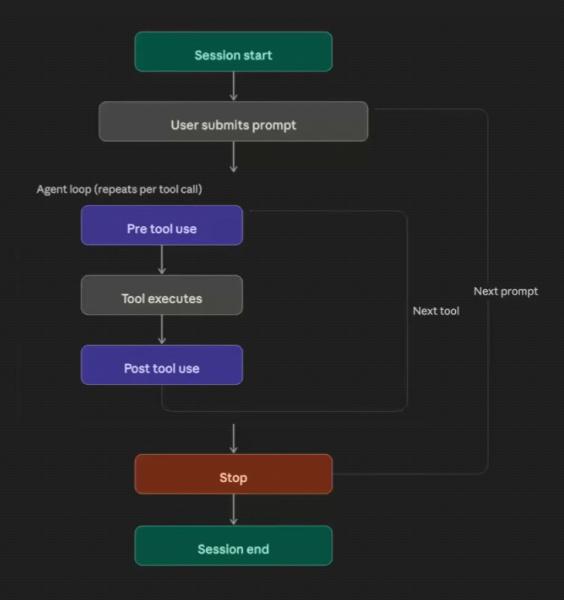 Session start
User submits prompt
Agent loop (repeats per tool call)
Pre tool use
Tool executes
Next prompt
Next tool
Post tool use
Stop
Session end